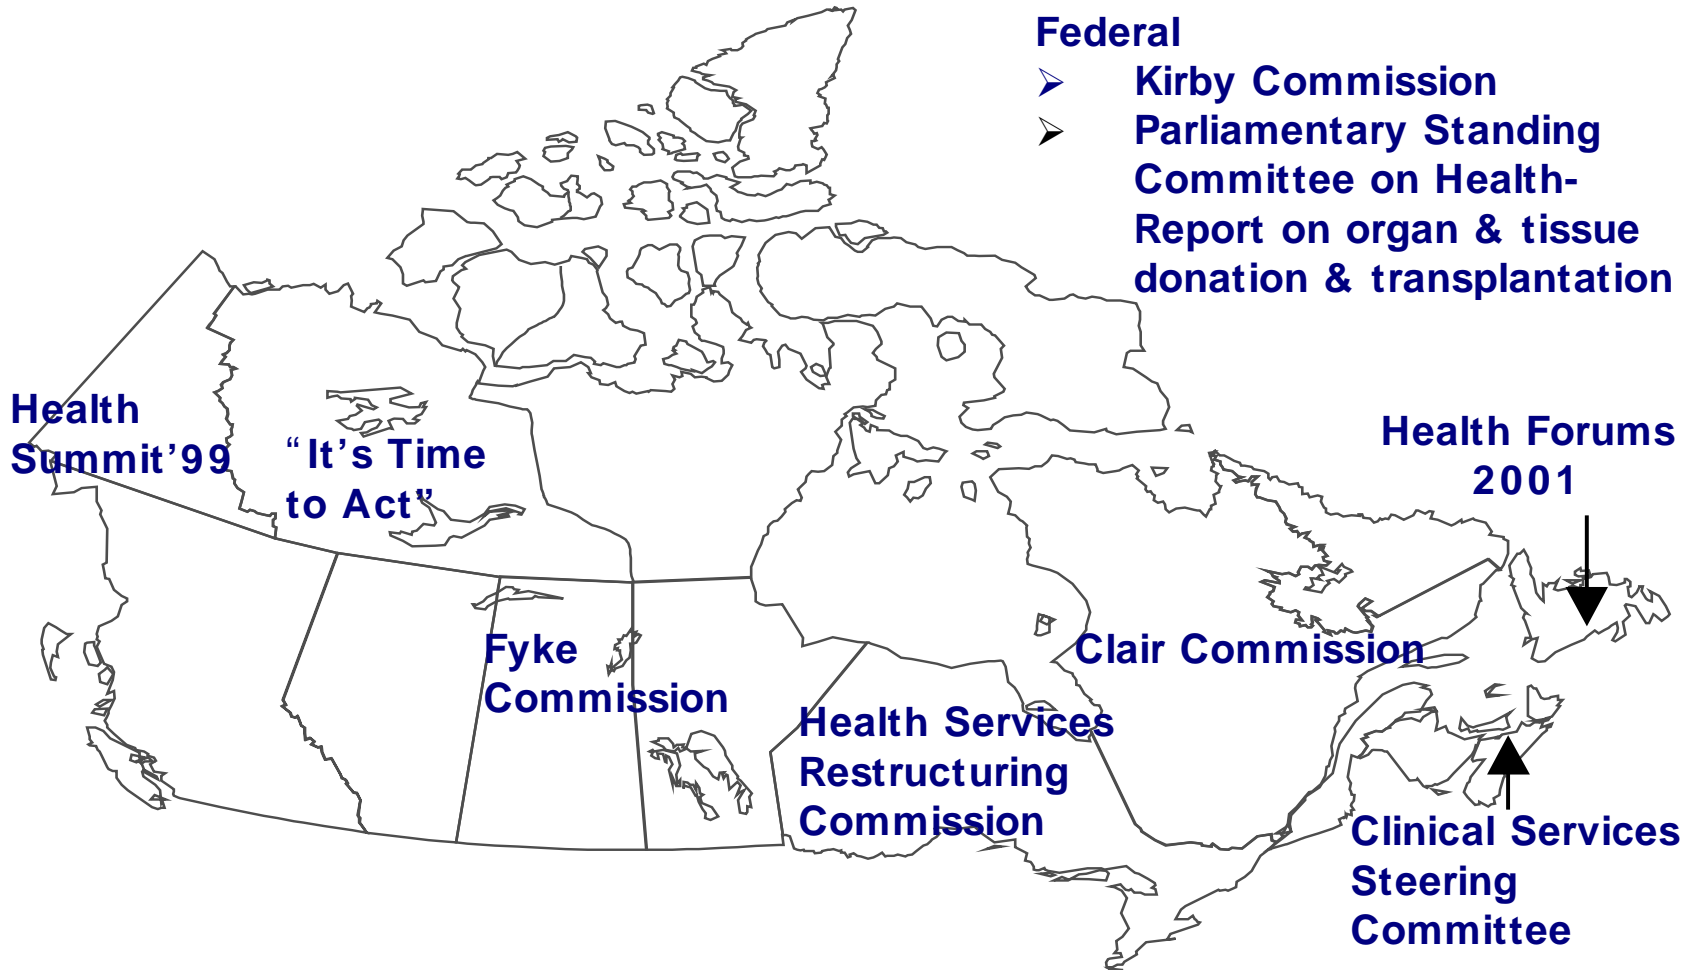 Federal
➢ Kirby Commission
➢ Parliamentary Standing
Committee on Health-
Report on organ & tissue
donation & transplantation
Health
Summit’99
“It’s Time
to Act”
Health Forums
2001
Fyke
Commission
Clair Commission
Health Services
Restructuring
Commission
Clinical Services
Steering
Committee